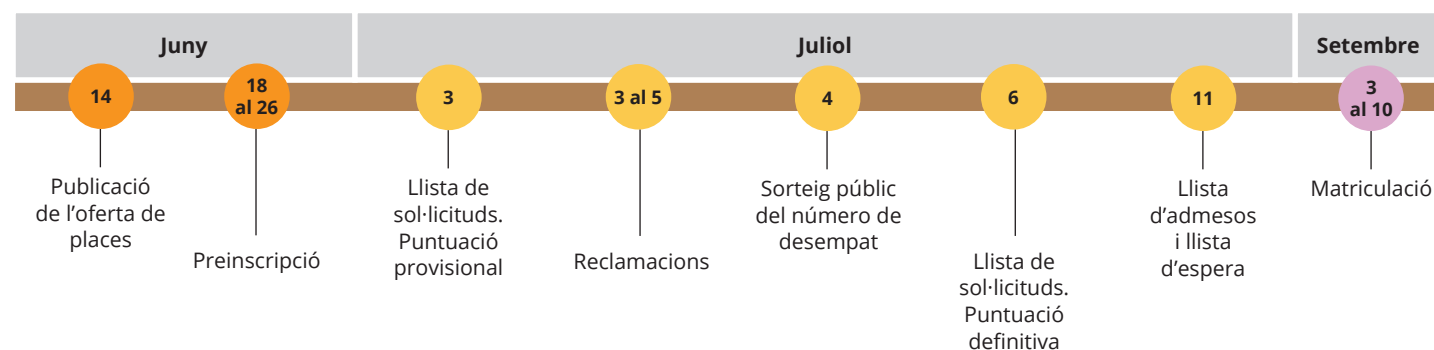 Juny
Juliol
Setembre
14
18
al 26
3
3 al 5
4
6
11
3
al 10
Publicació
de l’oferta de
places
Preinscripció
Llista de
sol·licituds.
Puntuació
provisional
Reclamacions
Sorteig públic
del número de
desempat
Llista de
sol·licituds.
Puntuació
definitiva
Llista
d’admesos
i llista
d’espera
Matriculació